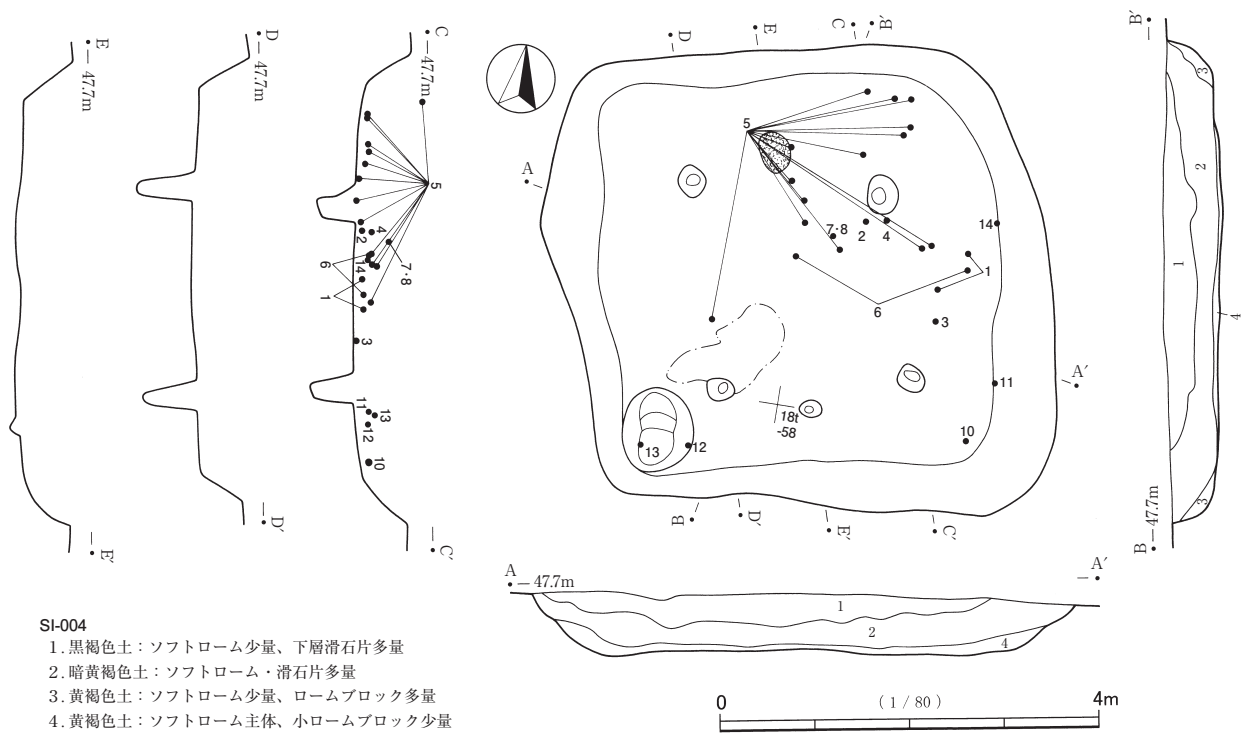 E
47.7m
E′
D
47.7m
D′
C
47.7m
5
2
4
14
6
1
7・8
3
11
13
12
10
C′
D
E
C
B′
A
5
14
7・8
2
4
1
6
3
A′
11
18t
-58
10
13
12
B
D′
E′
C′
B′
3
2
1
4
3
B
47.7m
A
47.7m
A′
1
2
4
SI-004
1.黒褐色土：ソフトローム少量、下層滑石片多量
2.暗黄褐色土：ソフトローム・滑石片多量
3.黄褐色土：ソフトローム少量、ロームブロック多量
4.黄褐色土：ソフトローム主体、小ロームブロック少量
0 （1／80） 4m